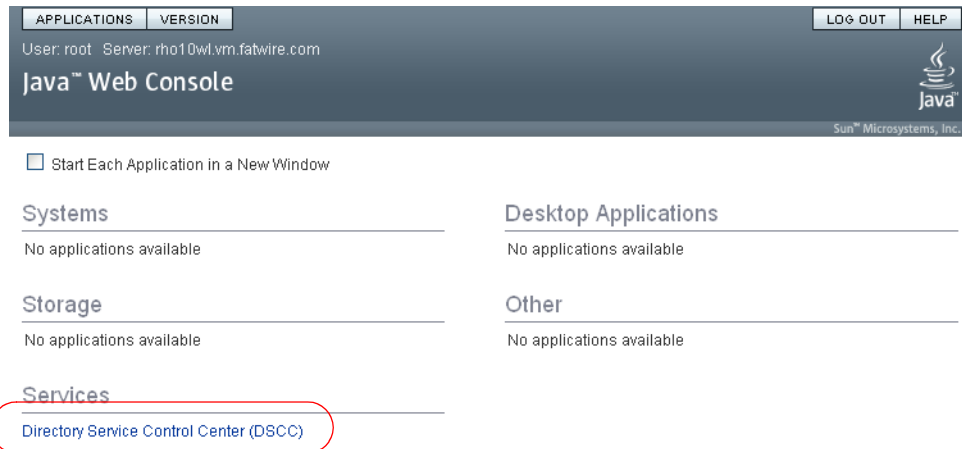 APPLICATIONS VERSION
LOG OUT HELP
User: root Server: rho10wl.vm.fatwire.com
Java™ Web Console
Java™
Sun™ Microsystems, Inc.
Start Each Application in a New Window
Systems
No applications available
Desktop Applications
No applications available
Storage
No applications available
Other
No applications available
Services
Directory Service Control Center (DSCC)